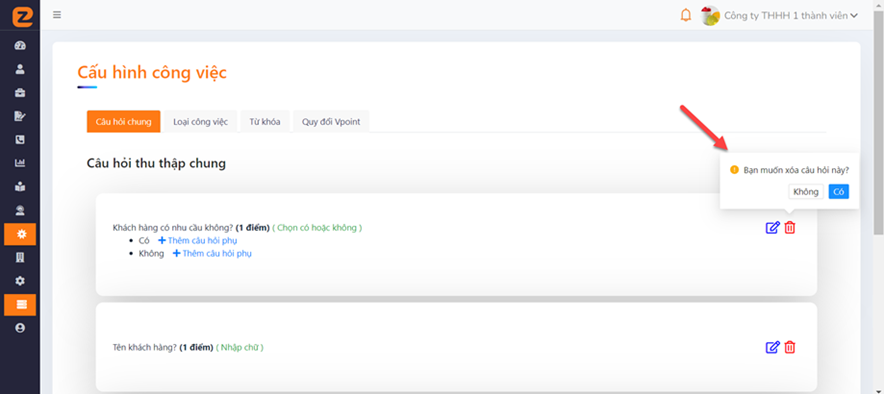 Công ty THHH 1 thành viên
Cấu hình công việc
Câu hỏi chung
Loại công việc
Từ khóa
Quy đổi Vpoint
Câu hỏi thu thập chung
Bạn muốn xóa câu hỏi này?
Không
Có
Khách hàng có nhu cầu không? (1 điểm) ( Chọn có hoặc không )
Có + Thêm câu hỏi phụ
Không + Thêm câu hỏi phụ
Tên khách hàng? (1 điểm) ( Nhập chữ )